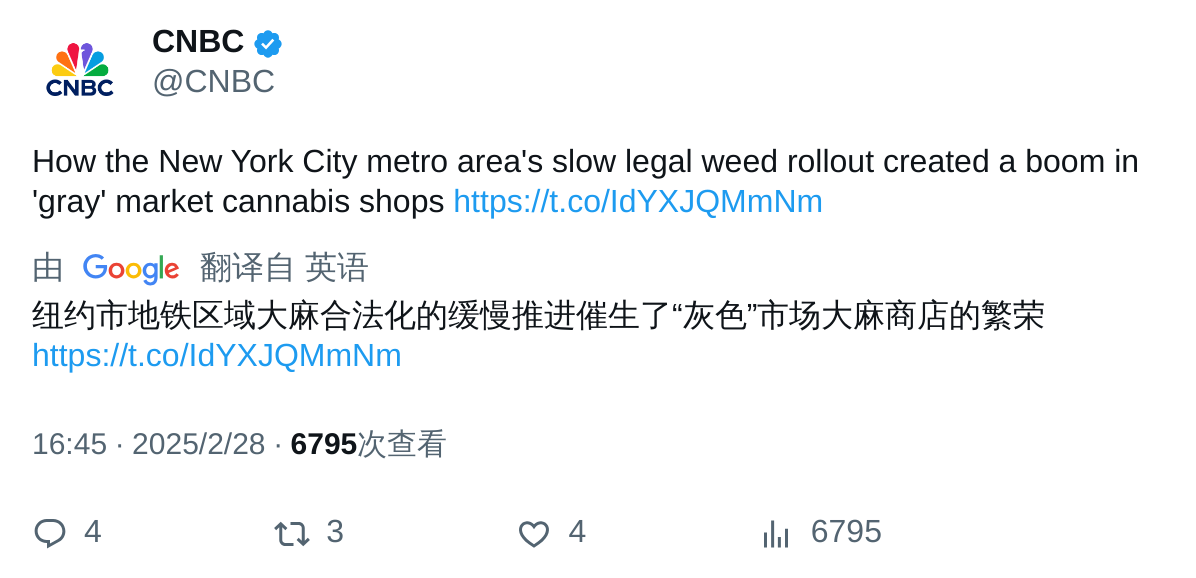 CNBC
CNBC
@CNBC
How the New York City metro area's slow legal weed rollout created a boom in
'gray' market cannabis shops https://t.co/IdYXJQMmNm
由 Google 翻译自 英语
纽约市地铁区域大麻合法化的缓慢推进催生了“灰色”市场大麻商店的繁荣
https://t.co/IdYXJQMmNm
16:45 · 2025/2/28 · 6795次查看
4 3 4 6795